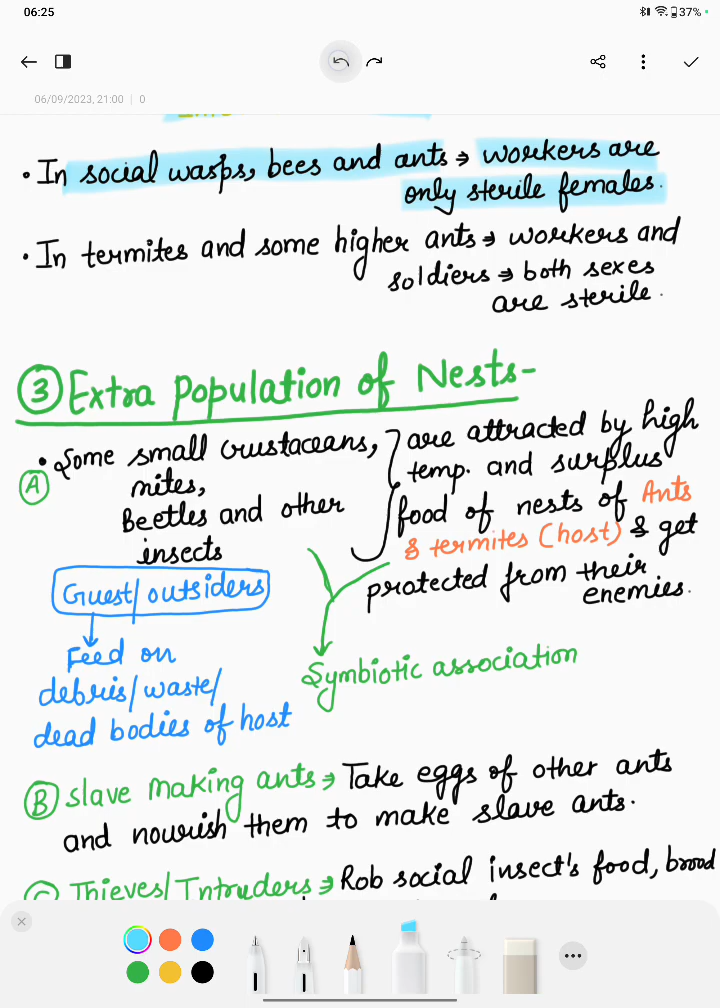 06:25
37%
06/09/2023, 21:00 | 0
• In social wasps, bees and ants → workers are
only sterile females.
• In termites and some higher ants → workers and
soldiers → both sexes
are sterile.
③ Extra Population of Nests-
• Some small crustaceans,
Ⓐ mites,
Beetles and other
insects
are attracted by high
temp. and surplus
food of nests of Ants
& termites (host) & get
protected from their
enemies.
Guest/outsiders
Feed on
debris/waste/
dead bodies of host
Symbiotic association
Ⓑ Slave making ants → Take eggs of other ants
and nourish them to make slave ants.
Ⓒ Thieves/Intruders → Rob social insect's food, brood